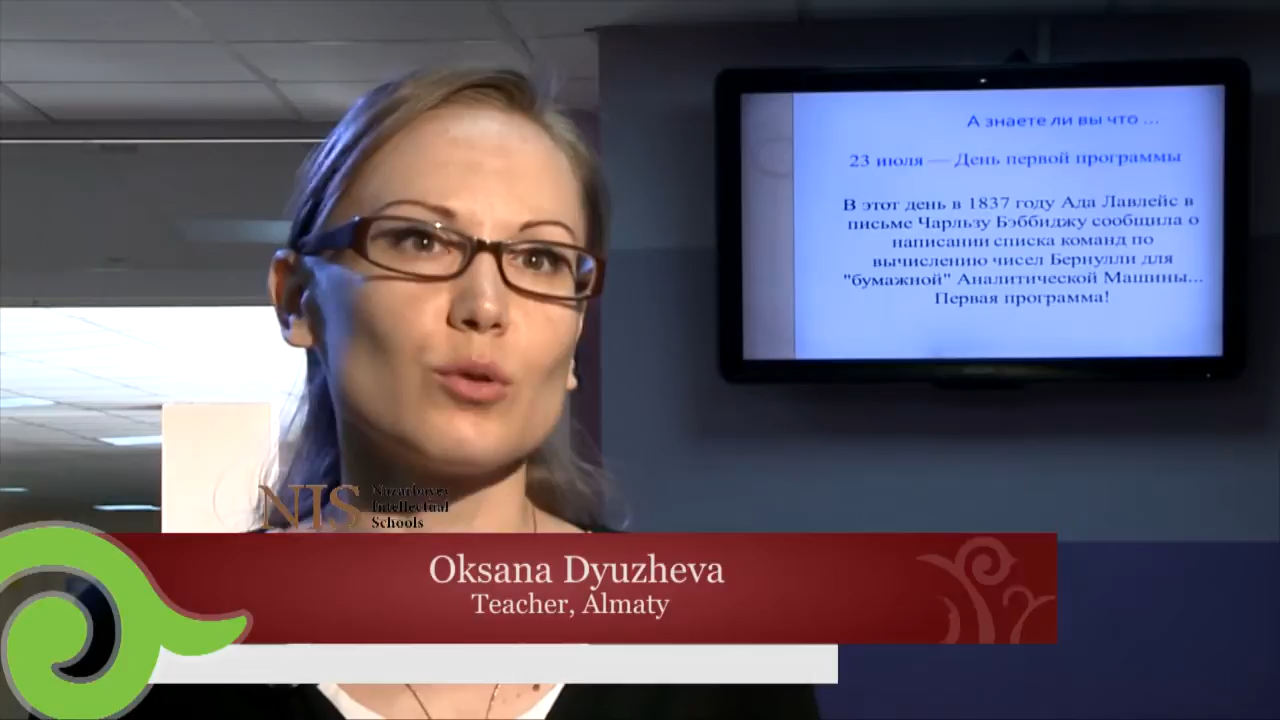 А знаете ли вы что ...
23 июля — День первой программы
В этот день в 1837 году Ада Лавлейс в
письме Чарльзу Бэббиджу сообщила о
написании списка команд по
вычислению чисел Бернулли для
"бумажной" Аналитической Машины...
Первая программа!
NIS
Nazarbayev
Intellectual
Schools
Oksana Dyuzheva
Teacher, Almaty